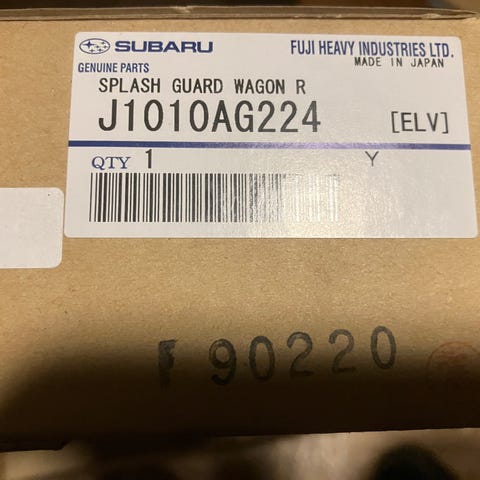 SUBARU
FUJI HEAVY INDUSTRIES LTD.
GENUINE PARTS
MADE IN JAPAN
SPLASH GUARD WAGON R
J1010AG224 [ELV]
QTY 1 Y
F 90220